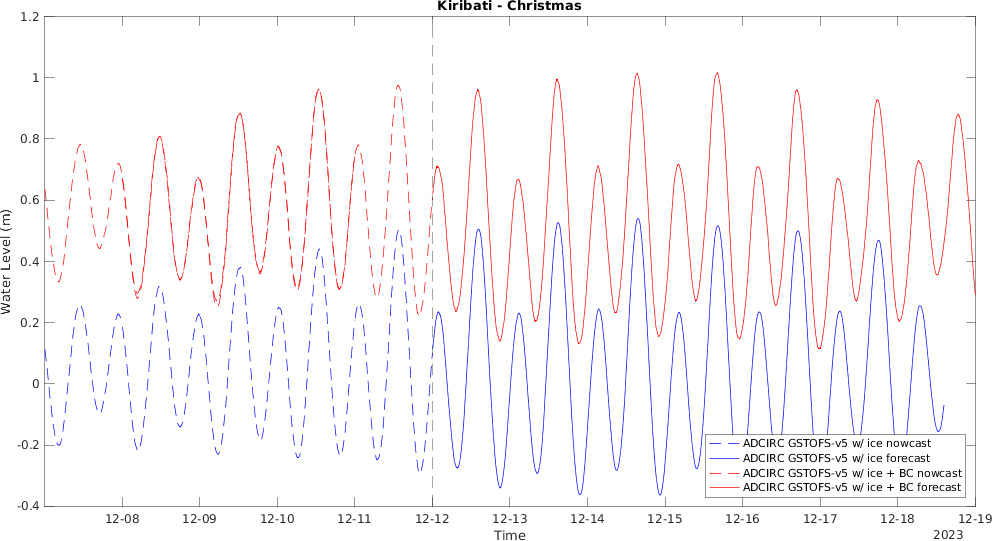 Kiribati - Christmas
1.2
1
0.8
0.6
0.4
0.2
0
-0.2
-0.4
Water Level (m)
ADCIRC GSTOFS-v5 w/ ice nowcast
ADCIRC GSTOFS-v5 w/ ice forecast
ADCIRC GSTOFS-v5 w/ ice + BC nowcast
ADCIRC GSTOFS-v5 w/ ice + BC forecast
12-08 12-09 12-10 12-11 12-12 12-13 12-14 12-15 12-16 12-17 12-18 12-19
Time
2023